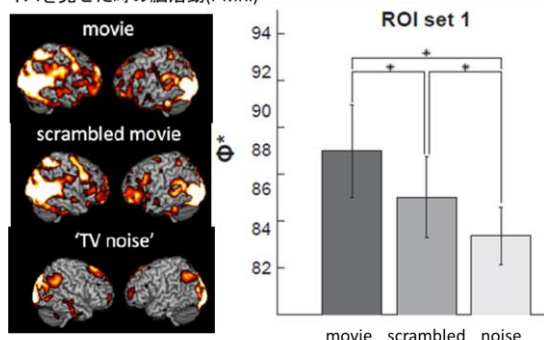 movie
scrambled movie
'TV noise'
ROI set 1
Φ*
94
92
90
88
86
84
82
*
*
*
movie scrambled noise